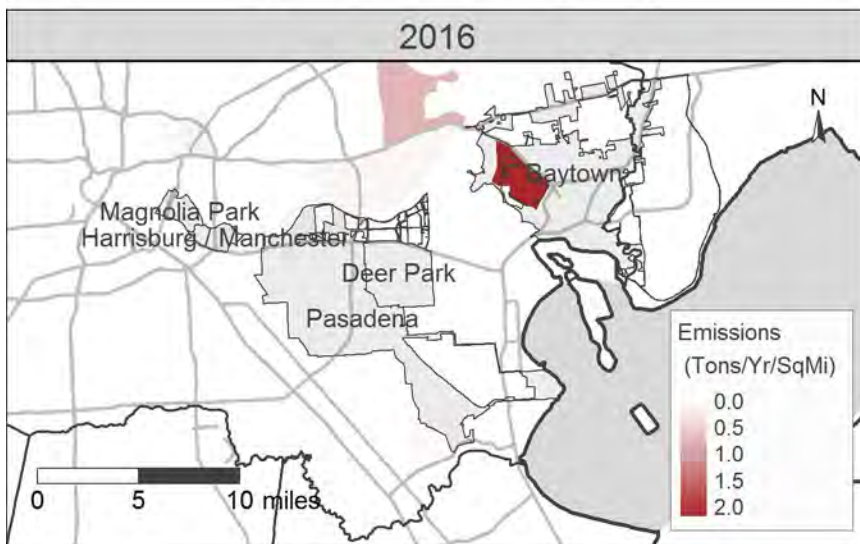 2016
N
Baytown
Magnolia Park
Harrisburg Manchester
Deer Park
Pasadena
Emissions
(Tons/Yr/SqMi)
0.0
0.5
1.0
1.5
2.0
0 5 10 miles